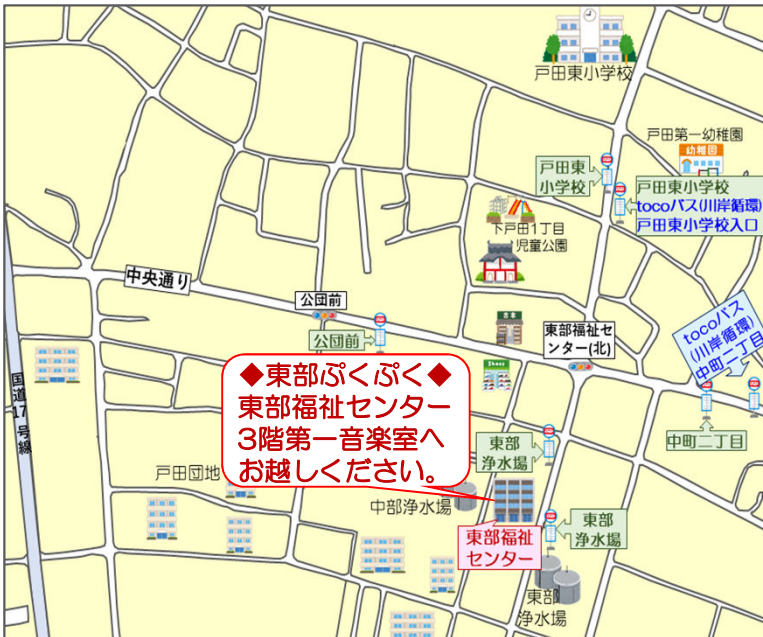 戸田東小学校
戸田第一幼稚園
幼稚園
戸田東
小学校
戸田東小学校
tocoバス(川岸循環)
戸田東小学校入口
下戸田1丁目
児童公園
中央通り
公団前
古本
東部福祉セ
ンター(北)
tocoバス
(川岸循環)
中町二丁目
公団前
Shoes
国道17号線
◆東部ぷくぷく◆
東部福祉センター
3階第一音楽室へ
お越しください。
中町二丁目
東部
浄水場
戸田団地
中部浄水場
東部福祉
センター
東部
浄水場
東部
浄水場